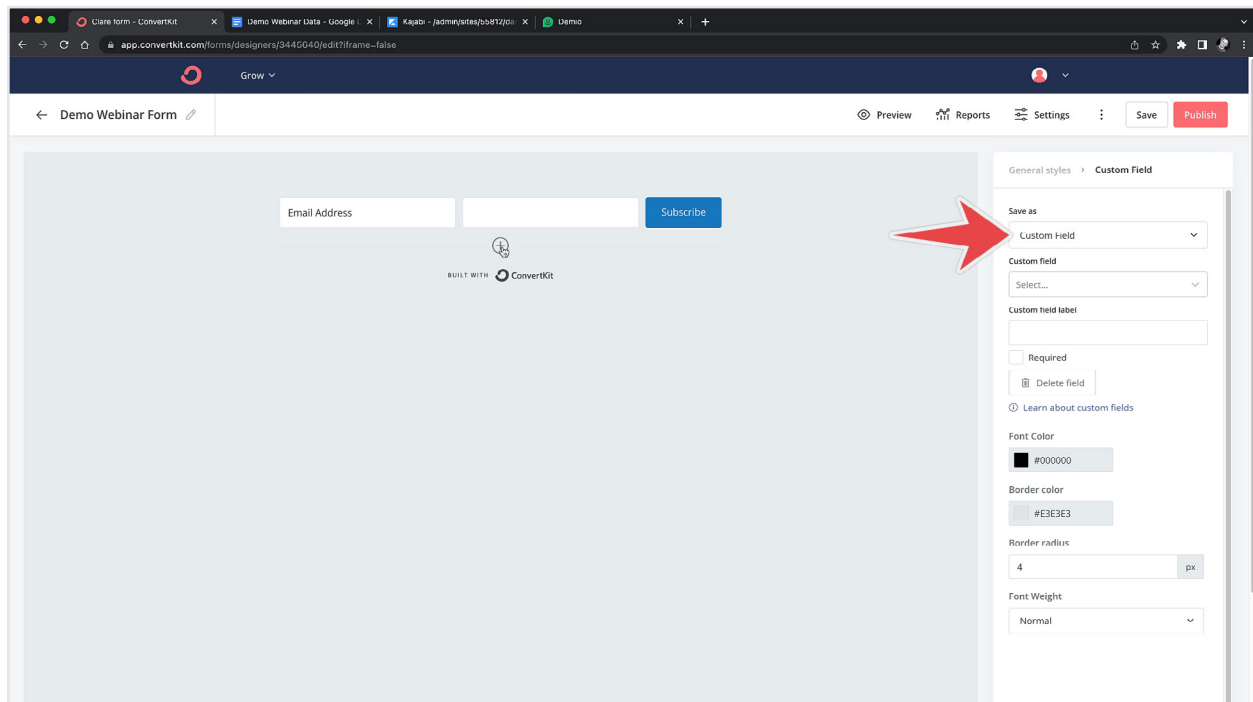 Clare form - ConvertKit
Demo Webinar Data - Google
Kajabi - /admin/sites/55812/da
Demio
app.convertkit.com/forms/designers/3445640/edit?iframe=false
Grow
Demo Webinar Form
Preview
Reports
Settings
Save
Publish
General styles
Custom Field
Email Address
Subscribe
BUILT WITH ConvertKit
Save as
Custom Field
Custom field
Select...
Custom field label
Required
Delete field
Learn about custom fields
Font Color
#000000
Border color
#E3E3E3
Border radius
4
px
Font Weight
Normal